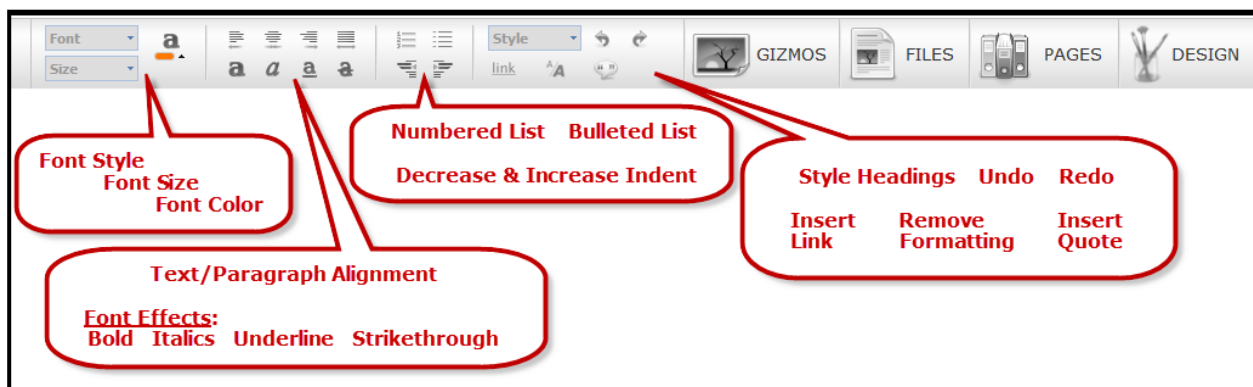 Font a Style GIZMOS FILES PAGES DESIGN
Size a a a a link A/A
Numbered List Bulleted List
Decrease & Increase Indent
Font Style
Font Size
Font Color
Style Headings Undo Redo
Insert Remove Insert
Link Formatting Quote
Text/Paragraph Alignment
Font Effects:
Bold Italics Underline Strikethrough